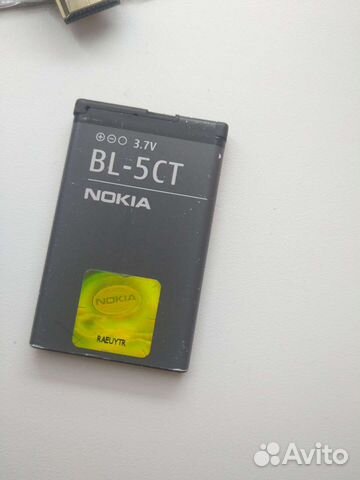 3.7V
BL-5CT
NOKIA
NOKIA
RAEUYTR
Avito